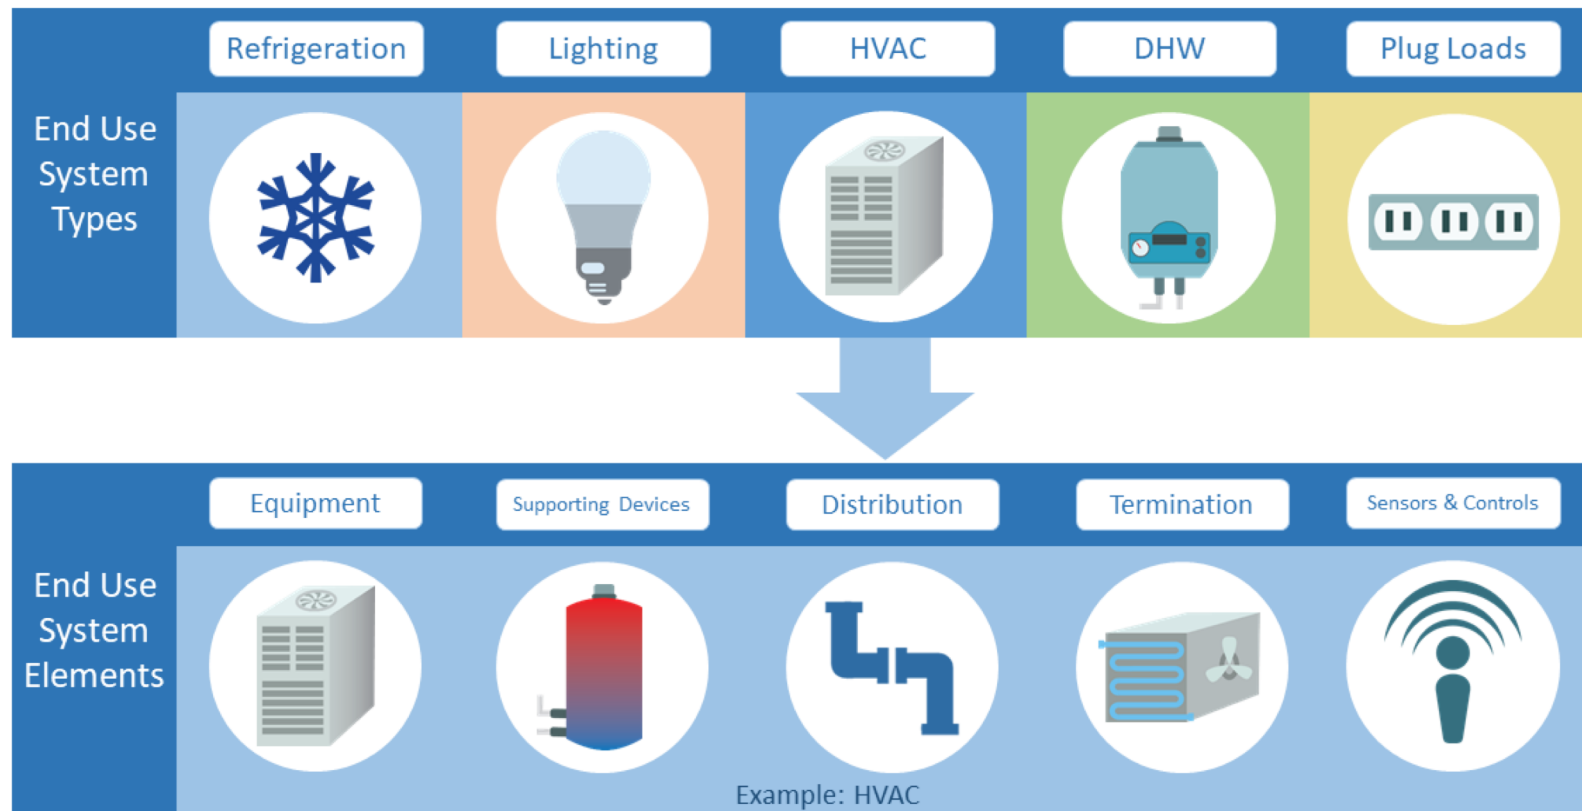 Refrigeration
Lighting
HVAC
DHW
Plug Loads
End Use
System
Types
Equipment
Supporting Devices
Distribution
Termination
Sensors & Controls
End Use
System
Elements
Example: HVAC